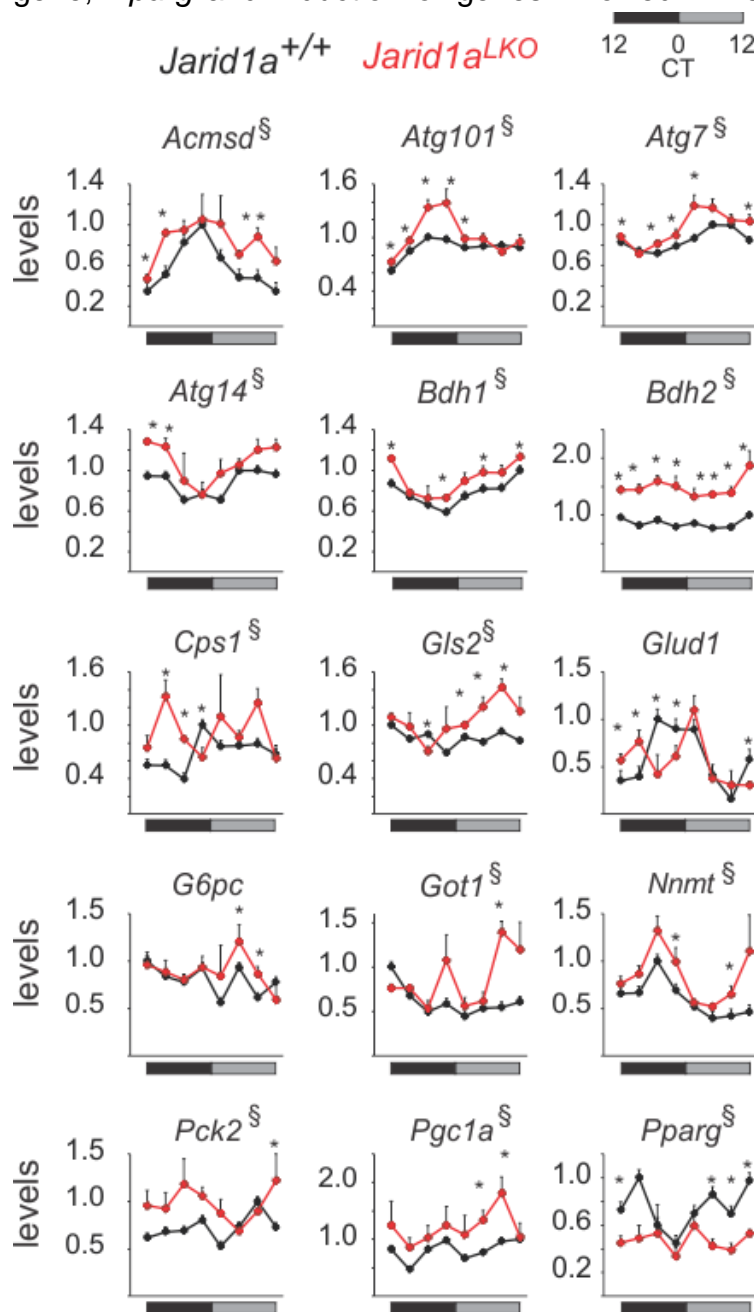 12 0 12
CT
Jarid1a+/+ Jarid1aLKO
Acmsd§ Atg101§ Atg7§
levels
1.4 1.0 0.6 0.2
1.6 1.0 0.4
1.4 1.0 0.6 0.2
* * * *
* * * * *
* * * * *
Atg14§ Bdh1§ Bdh2§
levels
1.4 1.0 0.6 0.2
1.4 1.0 0.6 0.2
2.0 1.0
* *
* * * *
* * * * * * * *
Cps1§ Gls2§ Glud1
levels
1.6 1.0 0.4
1.6 1.0 0.4
1.5 1.0 0.5
* * *
* * * *
* * * * *
G6pc Got1§ Nnmt§
levels
1.5 1.0 0.5
1.5 1.0 0.5
1.5 1.0 0.5
* *
*
* *
Pck2§ Pgc1a§ Pparg§
levels
1.5 1.0 0.5
2.0 1.0
1.0 0.6 0.2
*
* *
* * * *